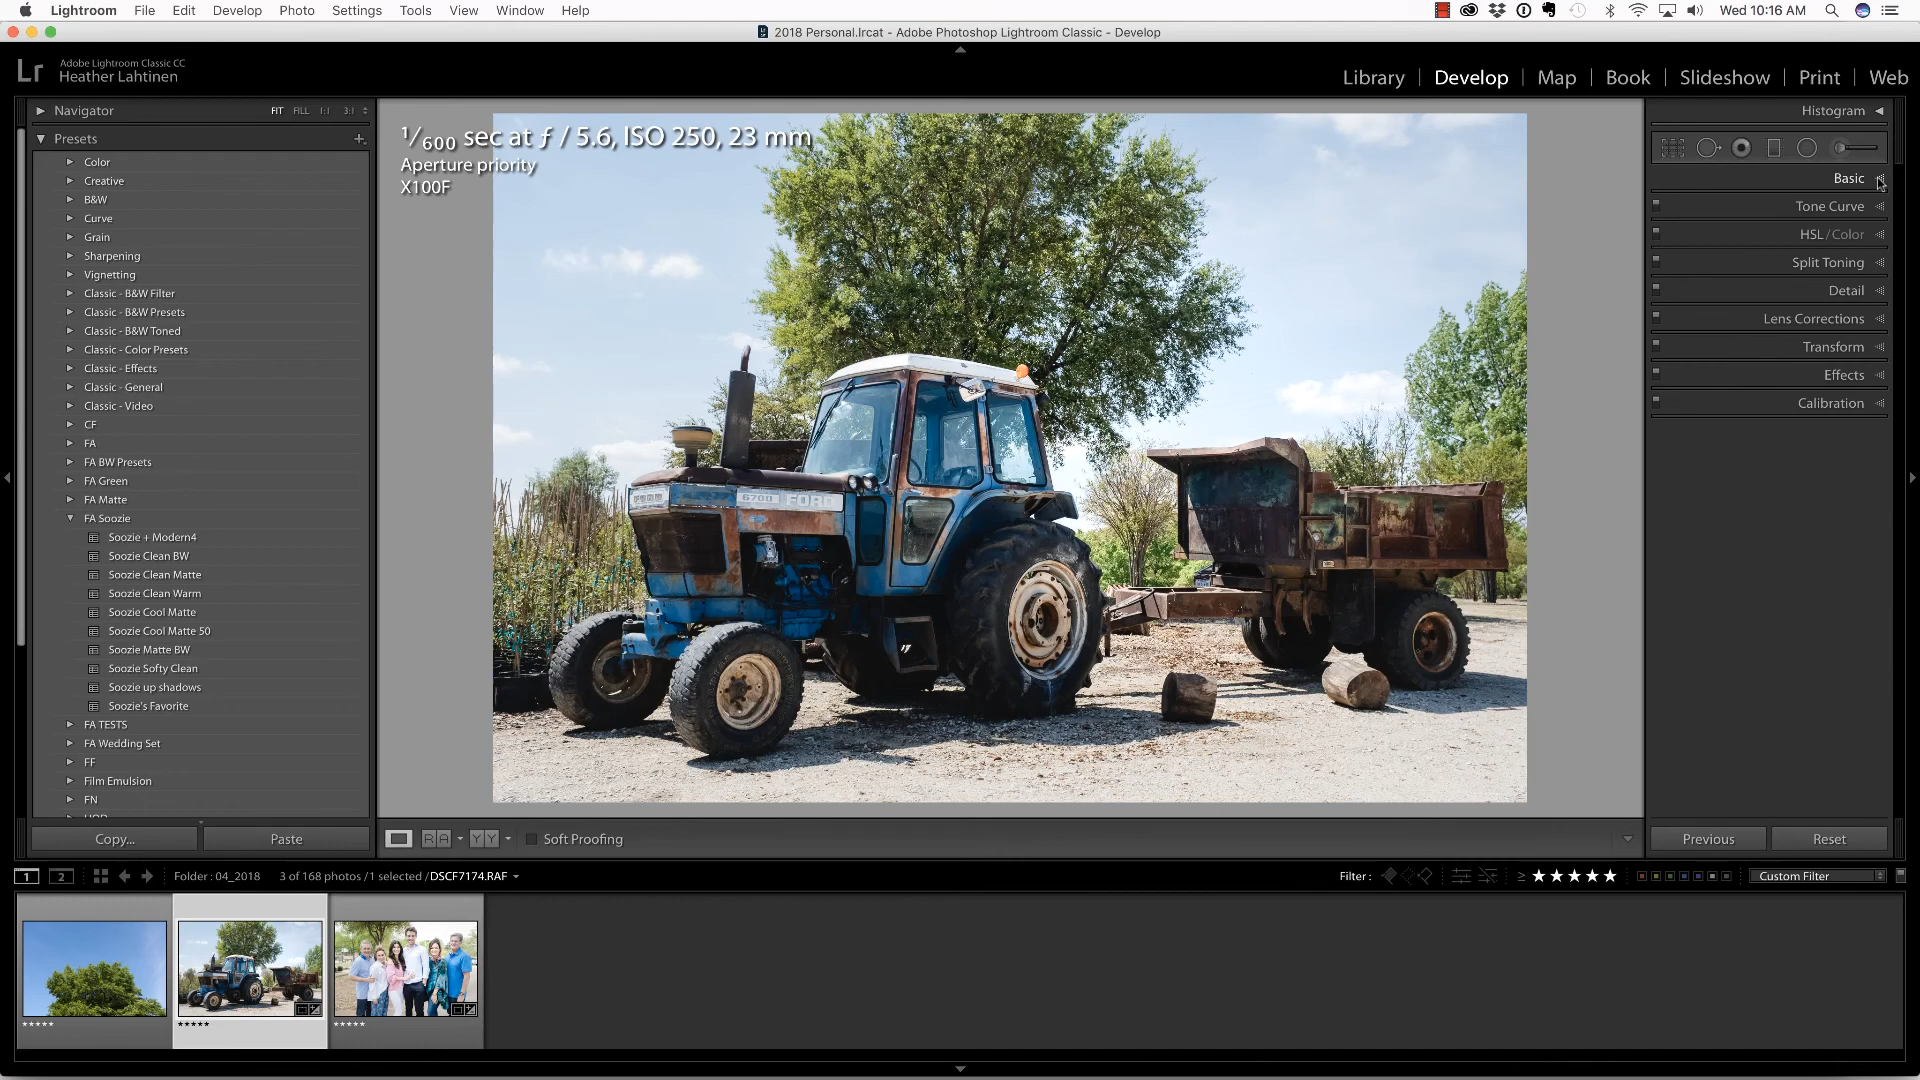 Lightroom File Edit Develop Photo Settings Tools View Window Help Wed 10:16 AM
2018 Personal.lrcat - Adobe Photoshop Lightroom Classic - Develop
Lr Adobe Lightroom Classic CC
Heather Lahtinen
Library | Develop | Map | Book | Slideshow | Print | Web
Navigator FIT FILL 1:1 3:1
Presets +
Color
Creative
B&W
Curve
Grain
Sharpening
Vignetting
Classic - B&W Filter
Classic - B&W Presets
Classic - B&W Toned
Classic - Color Presets
Classic - Effects
Classic - General
Classic - Video
CF
FA
FA BW Presets
FA Green
FA Matte
FA Soozie
Soozie + Modern4
Soozie Clean BW
Soozie Clean Matte
Soozie Clean Warm
Soozie Cool Matte
Soozie Cool Matte 50
Soozie Matte BW
Soozie Softy Clean
Soozie up shadows
Soozie's Favorite
FA TESTS
FA Wedding Set
FF
Film Emulsion
FN
Copy... Paste
1/600 sec at ƒ / 5.6, ISO 250, 23 mm
Aperture priority
X100F
6700 FORD
Histogram
Basic
Tone Curve
HSL / Color
Split Toning
Detail
Lens Corrections
Transform
Effects
Calibration
R A Y Y Soft Proofing
Previous Reset
1 2 Folder : 04_2018 3 of 168 photos / 1 selected / DSCF7174.RAF Filter : ≥ ★★★★★ Custom Filter
★★★★★ ★★★★★ ★★★★★